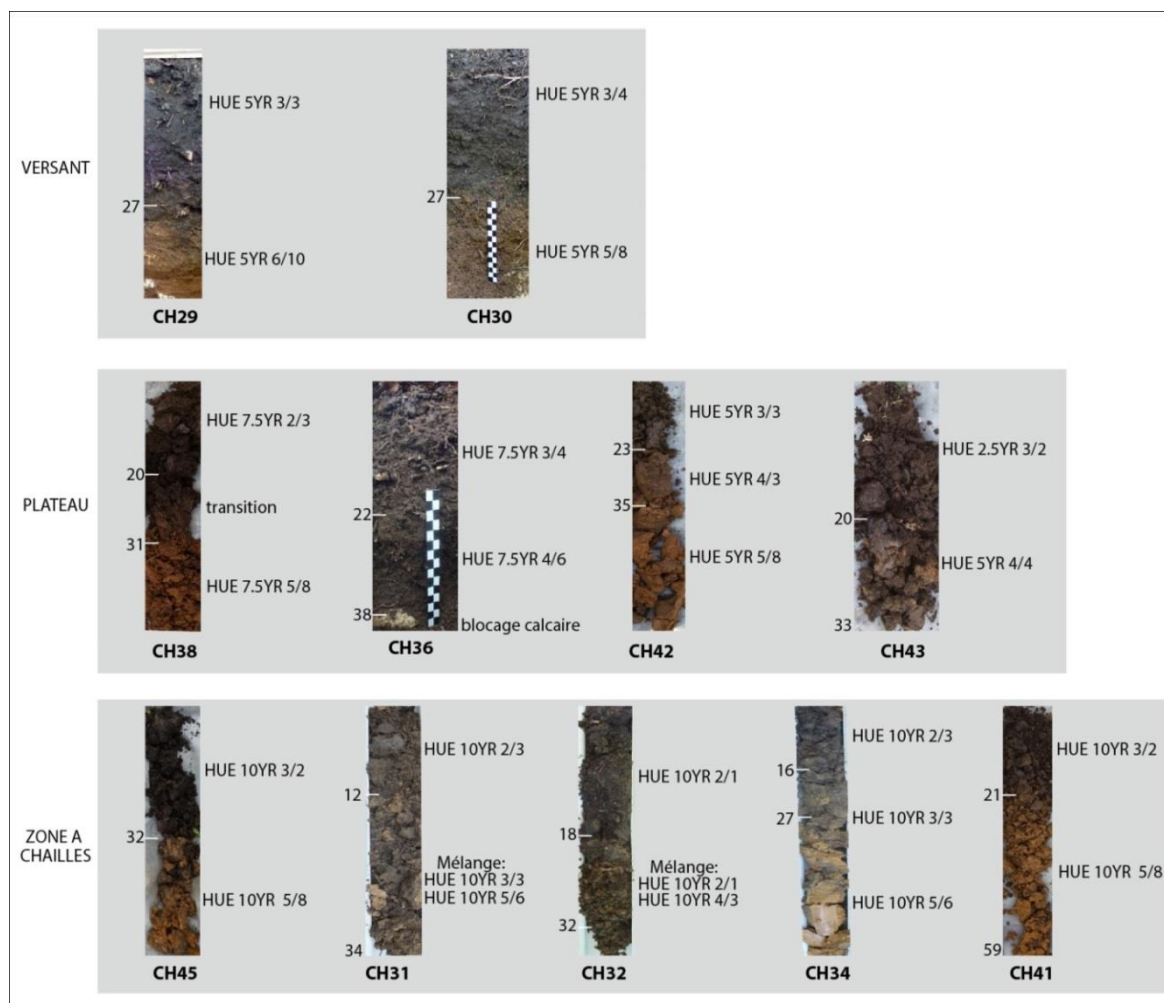 VERSANT
HUE 5YR 3/3
27
HUE 5YR 6/10
CH29
HUE 5YR 3/4
27
HUE 5YR 5/8
CH30
PLATEAU
HUE 7.5YR 2/3
20
transition
31
HUE 7.5YR 5/8
CH38
HUE 7.5YR 3/4
22
HUE 7.5YR 4/6
38
blocage calcaire
CH36
HUE 5YR 3/3
23
HUE 5YR 4/3
35
HUE 5YR 5/8
CH42
HUE 2.5YR 3/2
20
HUE 5YR 4/4
33
CH43
ZONE A
CHAILLES
HUE 10YR 3/2
32
HUE 10YR 5/8
CH45
HUE 10YR 2/3
12
Mélange:
HUE 10YR 3/3
HUE 10YR 5/6
34
CH31
HUE 10YR 2/1
18
Mélange:
HUE 10YR 2/1
HUE 10YR 4/3
32
CH32
HUE 10YR 2/3
16
27
HUE 10YR 3/3
HUE 10YR 5/6
CH34
HUE 10YR 3/2
21
HUE 10YR 5/8
59
CH41